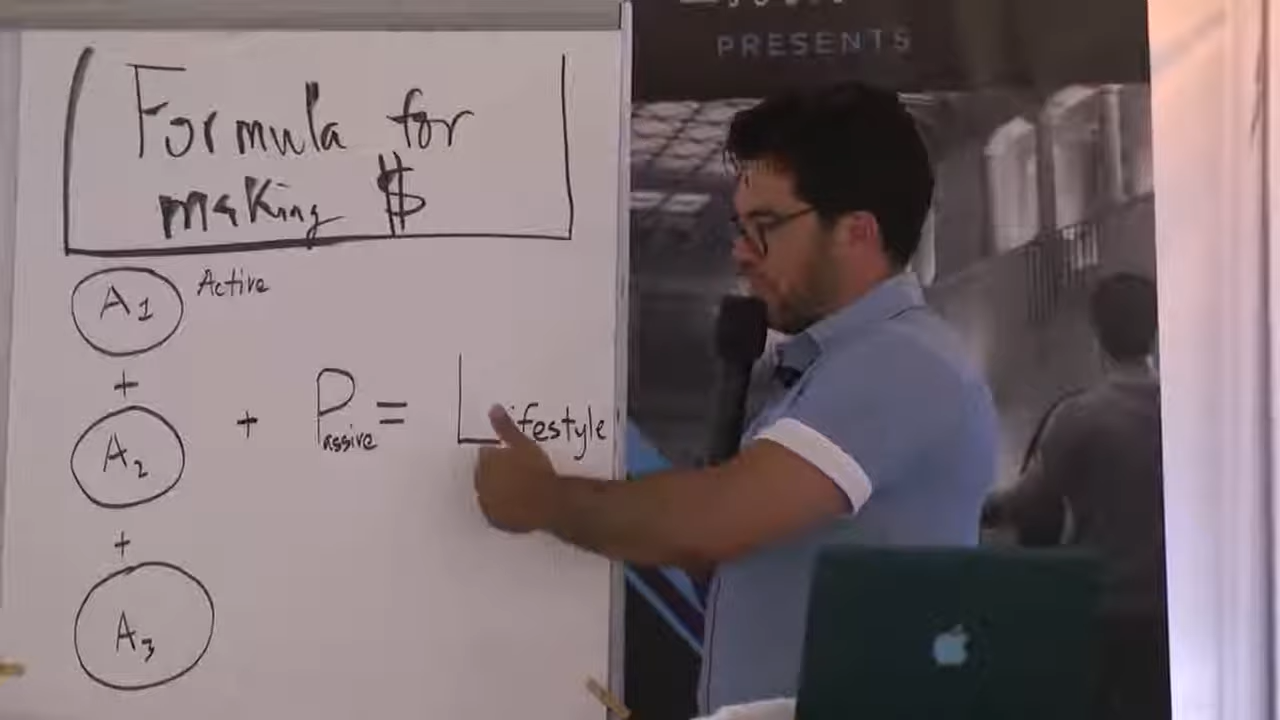 PRESENTS
Formula for
making $
A1 Active
+
A2 + Passive = Lifestyle
+
A3